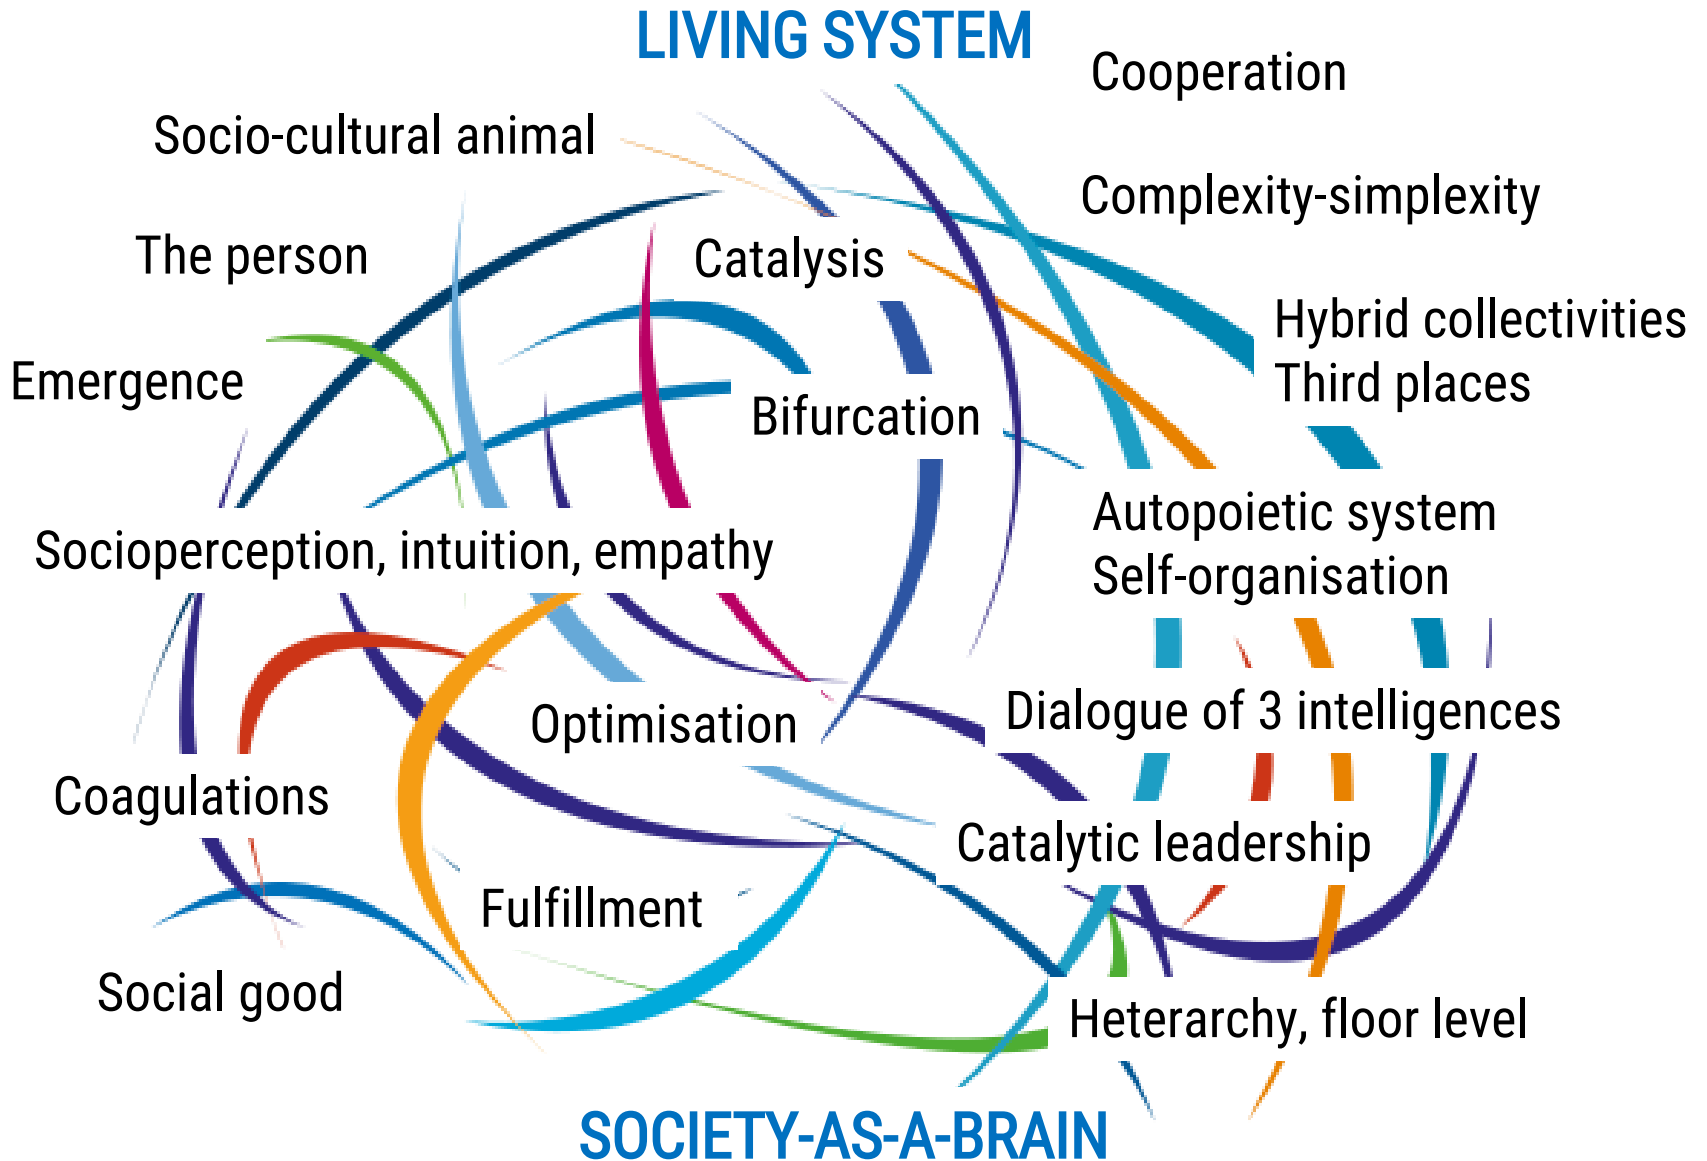 LIVING SYSTEM
Cooperation
Socio-cultural animal
Complexity-simplexity
The person
Catalysis
Hybrid collectivities
Third places
Emergence
Bifurcation
Autopoietic system
Self-organisation
Socioperception, intuition, empathy
Dialogue of 3 intelligences
Optimisation
Coagulations
Catalytic leadership
Fulfillment
Social good
Heterarchy, floor level
SOCIETY-AS-A-BRAIN